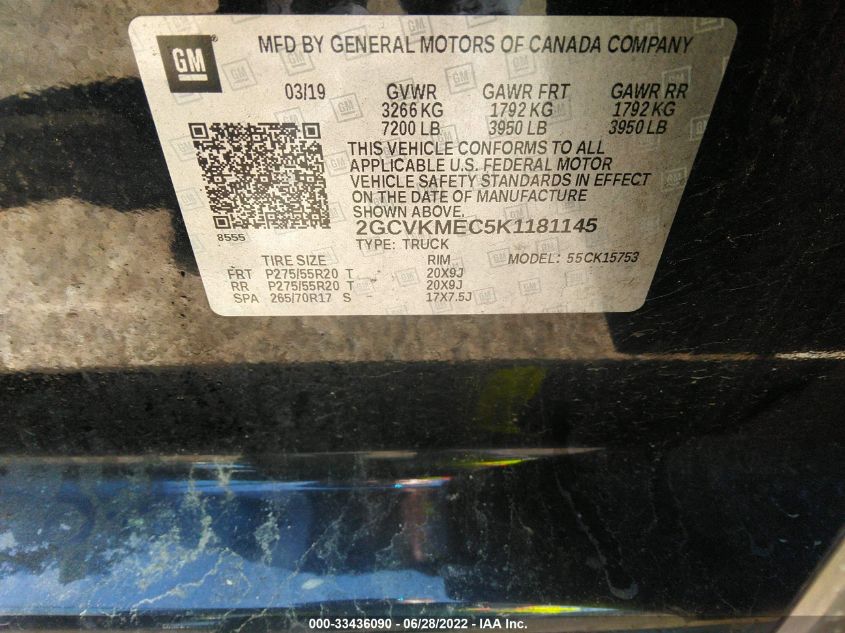 GM
MFD BY GENERAL MOTORS OF CANADA COMPANY
03/19 GVWR GAWR FRT GAWR RR
3266 KG 1792 KG 1792 KG
7200 LB 3950 LB 3950 LB
THIS VEHICLE CONFORMS TO ALL
APPLICABLE U.S. FEDERAL MOTOR
VEHICLE SAFETY STANDARDS IN EFFECT
ON THE DATE OF MANUFACTURE
SHOWN ABOVE.
8555
2GCVKMEC5K1181145
TYPE: TRUCK MODEL: 55CK15753
TIRE SIZE RIM
FRT P275/55R20 T 20X9J
RR P275/55R20 T 20X9J
SPA 265/70R17 S 17X7.5J
000-33436090 - 06/28/2022 - IAA Inc.